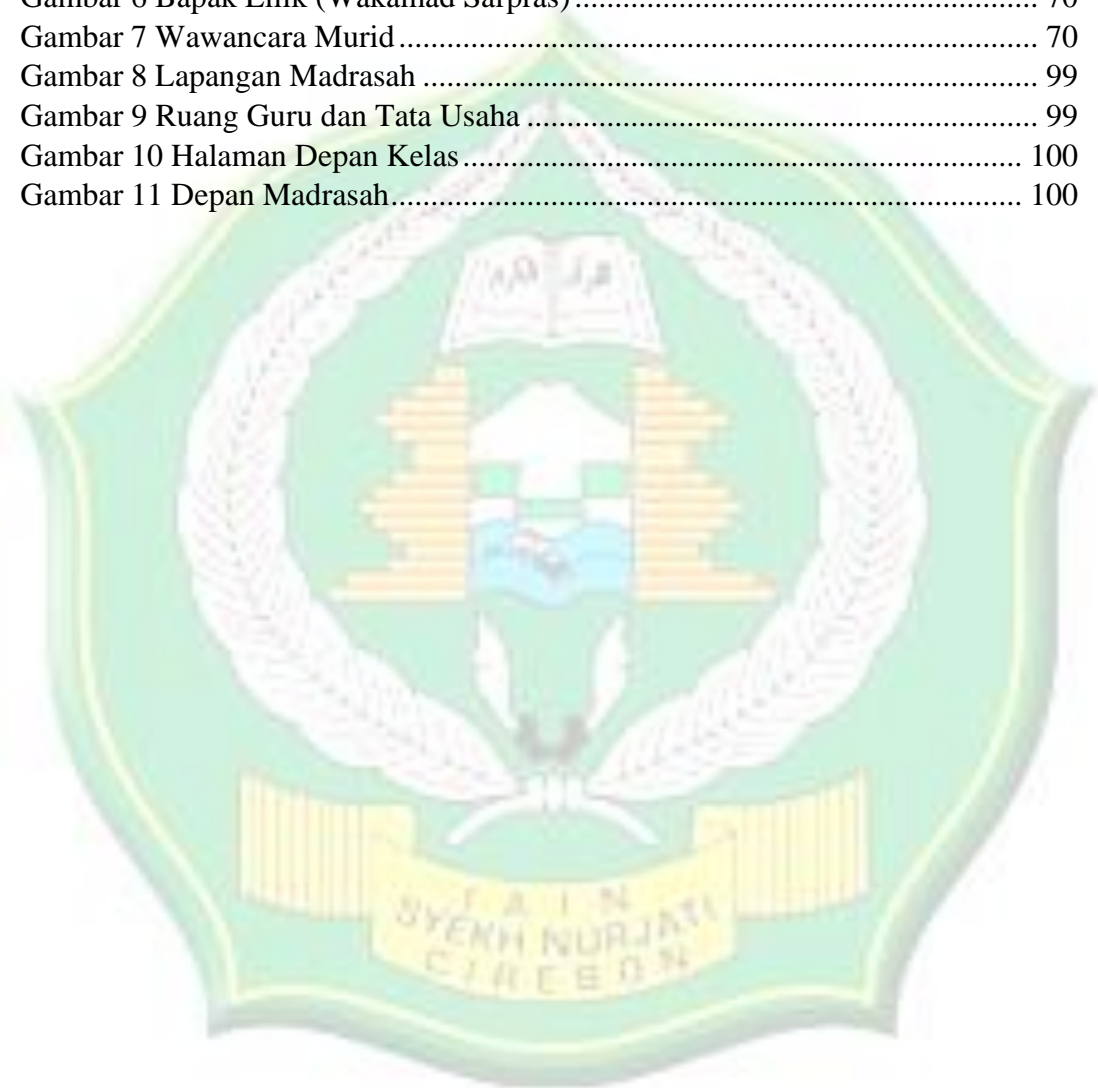 Gambar 7 Wawancara Murid.......................................................................... 70
Gambar 8 Lapangan Madrasah ....................................................................... 99
Gambar 9 Ruang Guru dan Tata Usaha ........................................................... 99
Gambar 10 Halaman Depan Kelas................................................................. 100
Gambar 11 Depan Madrasah......................................................................... 100
I A I N
SYEKH NURJATI
CIREBON